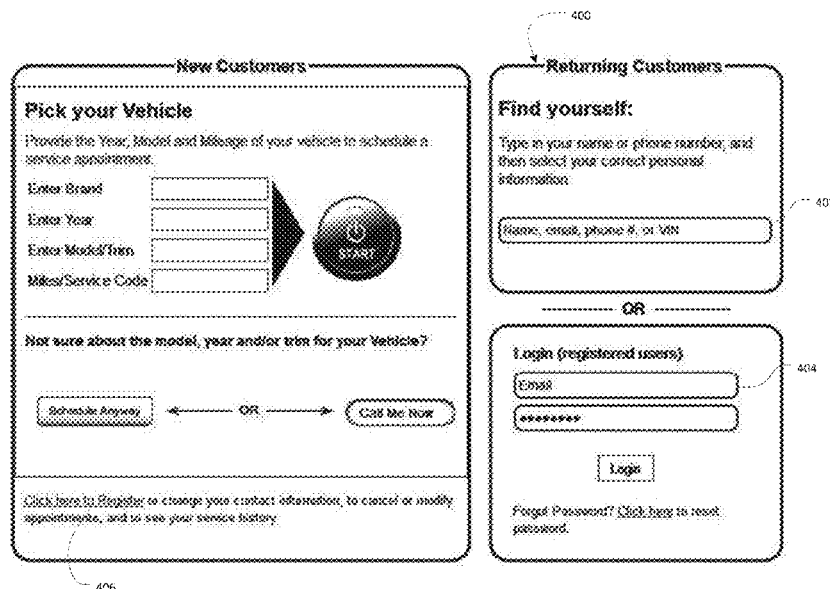 400
New Customers
Pick your Vehicle
Provide the Year, Model and Mileage of your vehicle to schedule a
service appointment.
Enter Brand
Enter Year
Enter Model/Trim
Miles/Service Code
START
Not sure about the model, year and/or trim for your Vehicle?
Schedule Anyway
OR
Call Me Now
Click here to Register to change your contact information, to cancel or modify
appointments, and to see your service history
406
Returning Customers
Find yourself:
Type in your name or phone number, and
then select your correct personal
information
Name, email, phone #, or VIN
OR
Login (registered users)
Email
********
404
Login
Forgot Password? Click here to reset
password.